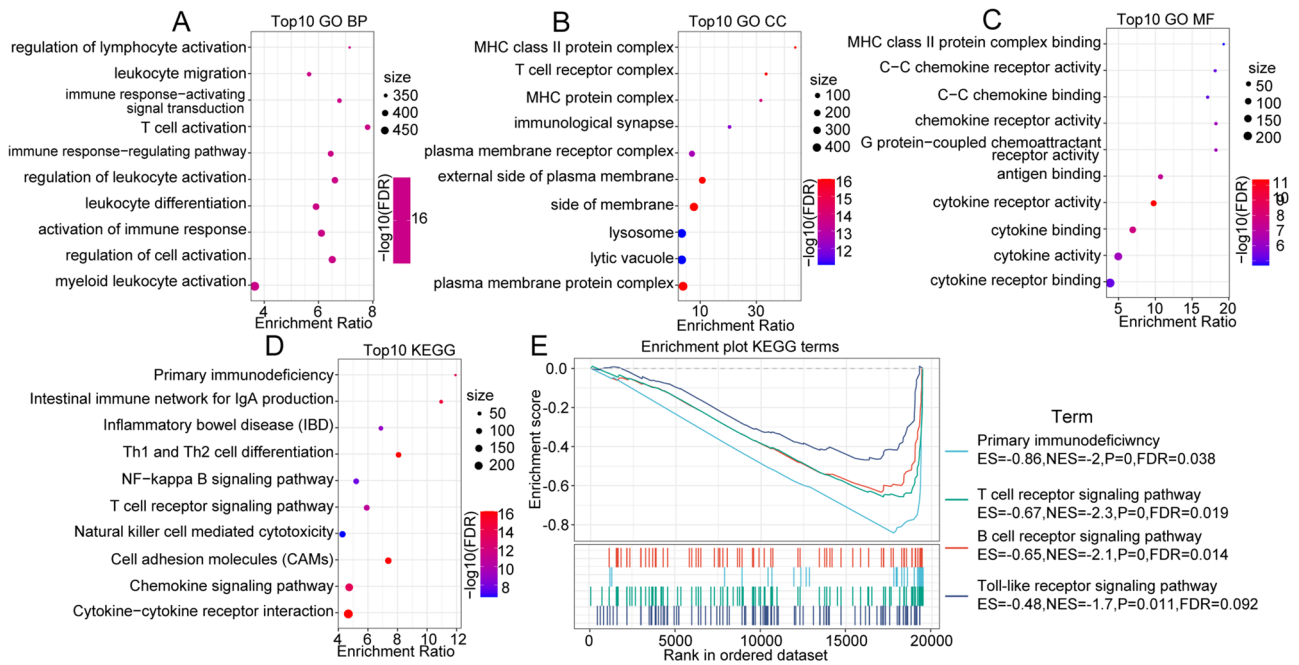 A
Top10 GO BP
regulation of lymphocyte activation
leukocyte migration
immune response-activating
signal transduction
T cell activation
immune response-regulating pathway
regulation of leukocyte activation
leukocyte differentiation
activation of immune response
regulation of cell activation
myeloid leukocyte activation
4 6 8
Enrichment Ratio
size
350
400
450
-log10(FDR)
16
B
Top10 GO CC
MHC class II protein complex
T cell receptor complex
MHC protein complex
immunological synapse
plasma membrane receptor complex
external side of plasma membrane
side of membrane
lysosome
lytic vacuole
plasma membrane protein complex
10 30
Enrichment Ratio
size
100
200
300
400
-log10(FDR)
16
15
14
13
12
C
Top10 GO MF
MHC class II protein complex binding
C-C chemokine receptor activity
C-C chemokine binding
chemokine receptor activity
G protein-coupled chemoattractant
receptor activity
antigen binding
cytokine receptor activity
cytokine binding
cytokine activity
cytokine receptor binding
5 10 15 20
Enrichment Ratio
size
50
100
150
200
-log10(FDR)
11
10
9
8
7
6
D
Top10 KEGG
Primary immunodeficiency
Intestinal immune network for IgA production
Inflammatory bowel disease (IBD)
Th1 and Th2 cell differentiation
NF-kappa B signaling pathway
T cell receptor signaling pathway
Natural killer cell mediated cytotoxicity
Cell adhesion molecules (CAMs)
Chemokine signaling pathway
Cytokine-cytokine receptor interaction
4 6 8 10 12
Enrichment Ratio
size
50
100
150
200
-log10(FDR)
16
14
12
10
8
E
Enrichment plot KEGG terms
Enrichment score
0.0
-0.2
-0.4
-0.6
-0.8
0 5000 10000 15000 20000
Rank in ordered dataset
Term
Primary immunodeficiwncy
ES=-0.86,NES=-2,P=0,FDR=0.038
T cell receptor signaling pathway
ES=-0.67,NES=-2.3,P=0,FDR=0.019
B cell receptor signaling pathway
ES=-0.65,NES=-2.1,P=0,FDR=0.014
Toll-like receptor signaling pathway
ES=-0.48,NES=-1.7,P=0.011,FDR=0.092